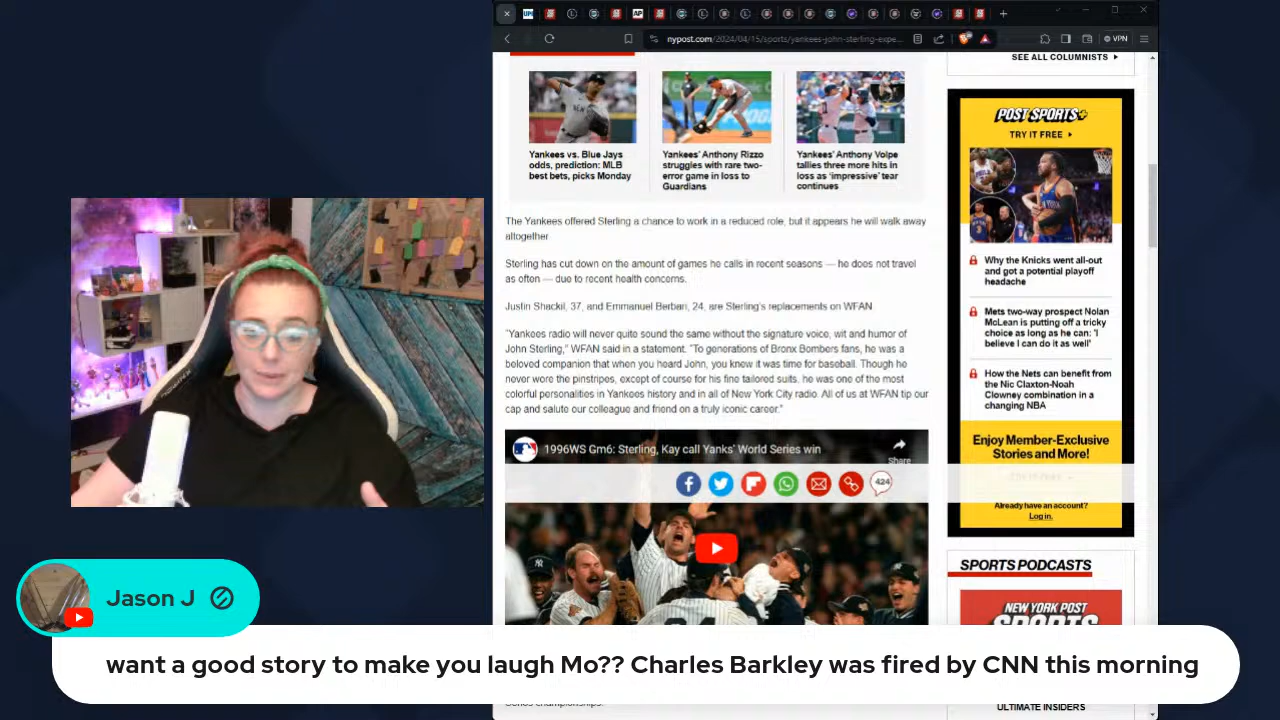 nypost.com/2024/04/15/sports/yankees-john-sterling-expe...
VPN
SEE ALL COLUMNISTS
Yankees vs. Blue Jays
odds, prediction: MLB
best bets, picks Monday
Yankees' Anthony Rizzo
struggles with rare two-
error game in loss to
Guardians
Yankees' Anthony Volpe
tallies three more hits in
loss as 'impressive' tear
continues
The Yankees offered Sterling a chance to work in a reduced role, but it appears he will walk away
altogether
Sterling has cut down on the amount of games he calls in recent seasons — he does not travel
as often — due to recent health concerns.
Justin Shackil, 37, and Emmanuel Berbari, 24, are Sterling's replacements on WFAN
"Yankees radio will never quite sound the same without the signature voice, wit and humor of
John Sterling," WFAN said in a statement. "To generations of Bronx Bombers fans, he was a
beloved companion that when you heard John, you knew it was time for baseball. Though he
never wore the pinstripes, except of course for his fine tailored suits, he was one of the most
colorful personalities in Yankees history and in all of New York City radio. All of us at WFAN tip our
cap and salute our colleague and friend on a truly iconic career."
1996WS Gm6: Sterling, Kay call Yanks' World Series win
Share
424
POST SPORTS+
TRY IT FREE
Why the Knicks went all-out
and got a potential playoff
headache
Mets two-way prospect Nolan
McLean is putting off a tricky
choice as long as he can: 'I
believe I can do it as well'
How the Nets can benefit from
the Nic Claxton-Noah
Clowney combination in a
changing NBA
Enjoy Member-Exclusive
Stories and More!
Already have an account?
Log in.
SPORTS PODCASTS
NEW YORK POST
SPORTS
Jason J
want a good story to make you laugh Mo?? Charles Barkley was fired by CNN this morning
ULTIMATE INSIDERS